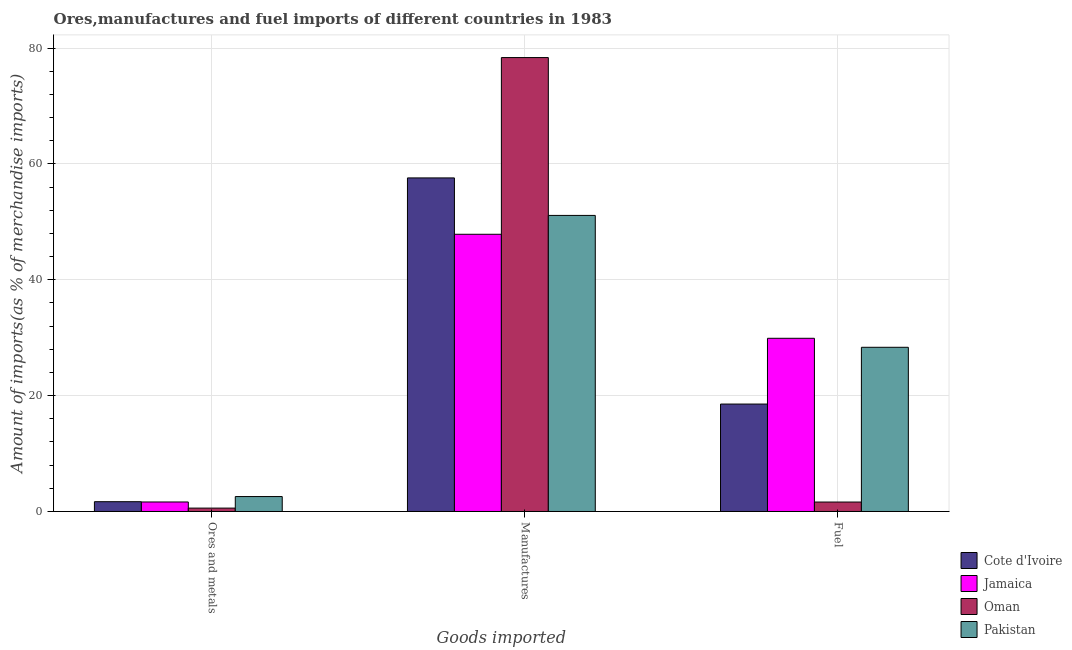 Ores,manufactures and fuel imports of different countries in 1983
Amount of imports(as % of merchandise imports)
80
60
40
20
0
Ores and metals
Manufactures
Fuel
Goods imported
Cote d'Ivoire
Jamaica
Oman
Pakistan